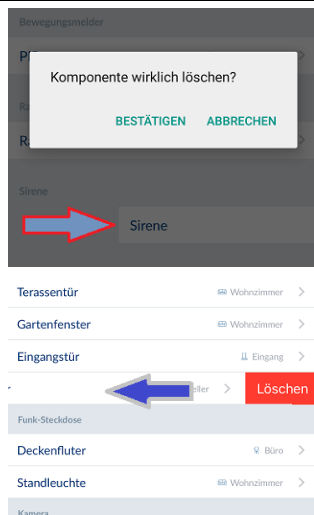 Bewegungsmelder
Komponente wirklich löschen?
BESTÄTIGEN ABBRECHEN
Sirene
Sirene
Terassentür Wohnzimmer
Gartenfenster Wohnzimmer
Eingangstür Eingang
Löschen
Funk-Steckdose
Deckenfluter Büro
Standleuchte Wohnzimmer
Kamera